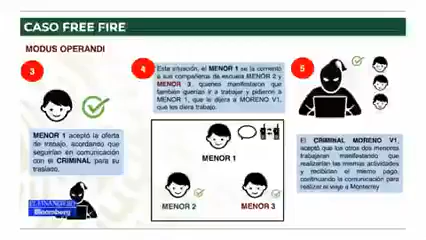 CASO FREE FIRE
MODUS OPERANDI
3
MENOR 1 aceptó la oferta
de trabajo, acordando que
seguirían en comunicación
con el CRIMINAL para su
traslado.
4
Esta situación, el MENOR 1 se la comentó
a sus compañeros de escuela MENOR 2 y
MENOR 3, quienes manifestaron que
también querían ir a trabajar y pidieron a
MENOR 1, que le dijera a MORENO V1,
que les diera trabajo.
MENOR 1
MENOR 2
MENOR 3
5
El CRIMINAL MORENO V1,
aceptó que los otros dos menores
trabajaran manifestando que
realizarían las mismas actividades
y recibirían el mismo pago,
continuando la comunicación para
realizar el viaje a Monterrey
EL FINANCIERO
Bloomberg